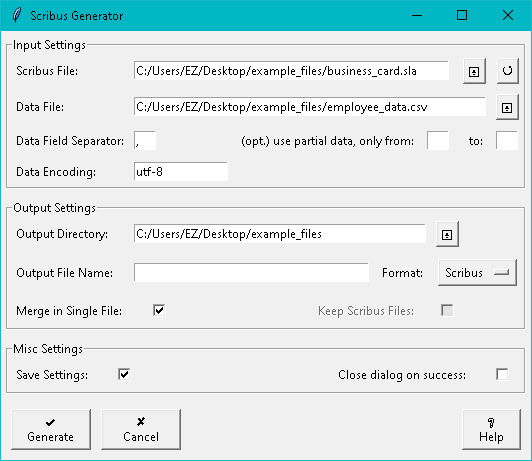 Scribus Generator
Input Settings
Scribus File: C:/Users/EZ/Desktop/example_files/business_card.sla
Data File: C:/Users/EZ/Desktop/example_files/employee_data.csv
Data Field Separator: , (opt.) use partial data, only from: to:
Data Encoding: utf-8
Output Settings
Output Directory: C:/Users/EZ/Desktop/example_files
Output File Name: Format: Scribus
Merge in Single File: Keep Scribus Files:
Misc Settings
Save Settings: Close dialog on success:
Generate Cancel Help